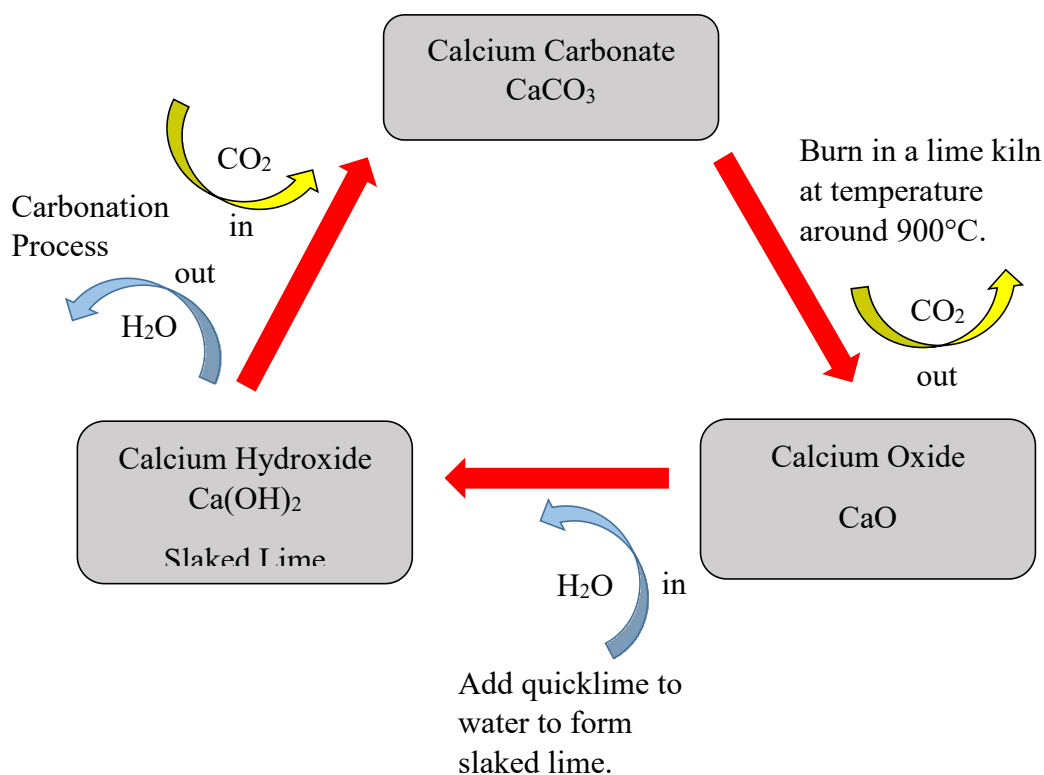 Calcium Carbonate
CaCO₃
Burn in a lime kiln
at temperature
around 900°C.
CO₂
out
Calcium Oxide
CaO
H₂O in
Add quicklime to
water to form
slaked lime.
Calcium Hydroxide
Ca(OH)₂
Slaked Lime
Carbonation
Process
out
H₂O
CO₂
in